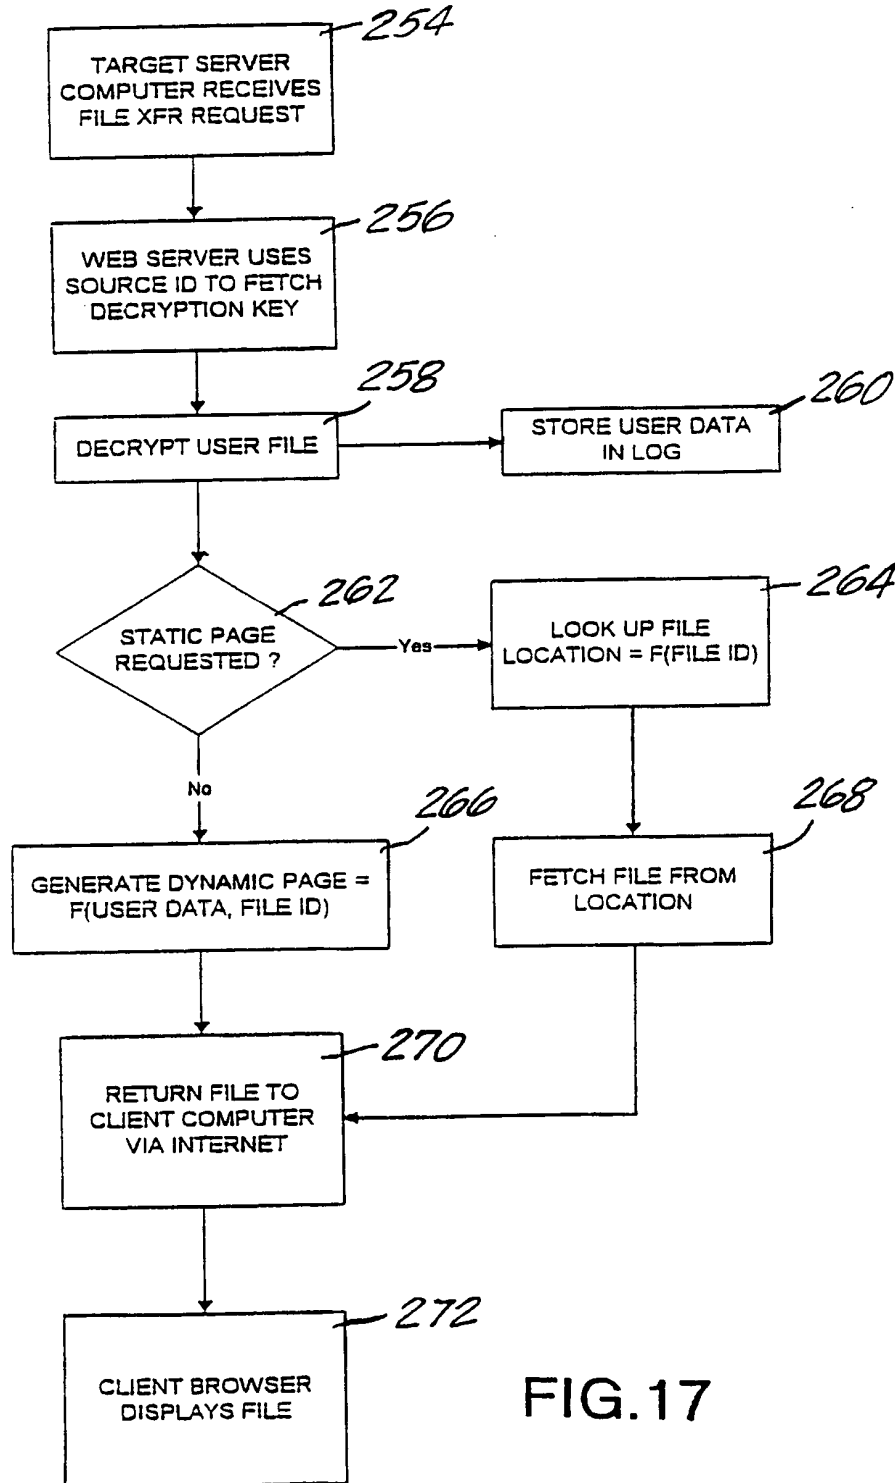 254
TARGET SERVER
COMPUTER RECEIVES
FILE XFR REQUEST
256
WEB SERVER USES
SOURCE ID TO FETCH
DECRYPTION KEY
258
DECRYPT USER FILE
260
STORE USER DATA
IN LOG
262
STATIC PAGE
REQUESTED ?
Yes
264
LOOK UP FILE
LOCATION = F(FILE ID)
No
266
GENERATE DYNAMIC PAGE =
F(USER DATA, FILE ID)
268
FETCH FILE FROM
LOCATION
270
RETURN FILE TO
CLIENT COMPUTER
VIA INTERNET
272
CLIENT BROWSER
DISPLAYS FILE
FIG.17